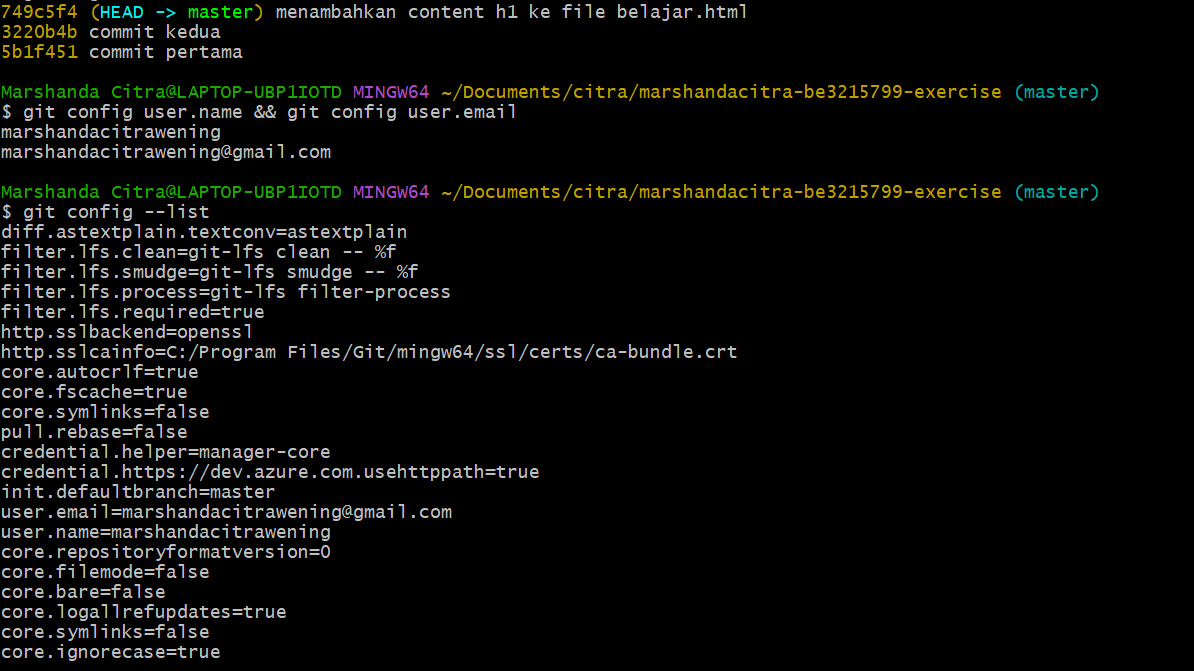 749c5f4 (HEAD -> master) menambahkan content h1 ke file belajar.html
3220b4b commit kedua
5b1f451 commit pertama
Marshanda Citra@LAPTOP-UBP1IOTD MINGW64 ~/Documents/citra/marshandacitra-be3215799-exercise (master)
$ git config user.name && git config user.email
marshandacitrawening
marshandacitrawening@gmail.com
Marshanda Citra@LAPTOP-UBP1IOTD MINGW64 ~/Documents/citra/marshandacitra-be3215799-exercise (master)
$ git config --list
diff.astextplain.textconv=astextplain
filter.lfs.clean=git-lfs clean -- %f
filter.lfs.smudge=git-lfs smudge -- %f
filter.lfs.process=git-lfs filter-process
filter.lfs.required=true
http.sslbackend=openssl
http.sslcainfo=C:/Program Files/Git/mingw64/ssl/certs/ca-bundle.crt
core.autocrlf=true
core.fscache=true
core.symlinks=false
pull.rebase=false
credential.helper=manager-core
credential.https://dev.azure.com.usehttppath=true
init.defaultbranch=master
user.email=marshandacitrawening@gmail.com
user.name=marshandacitrawening
core.repositoryformatversion=0
core.filemode=false
core.bare=false
core.logallrefupdates=true
core.symlinks=false
core.ignorecase=true